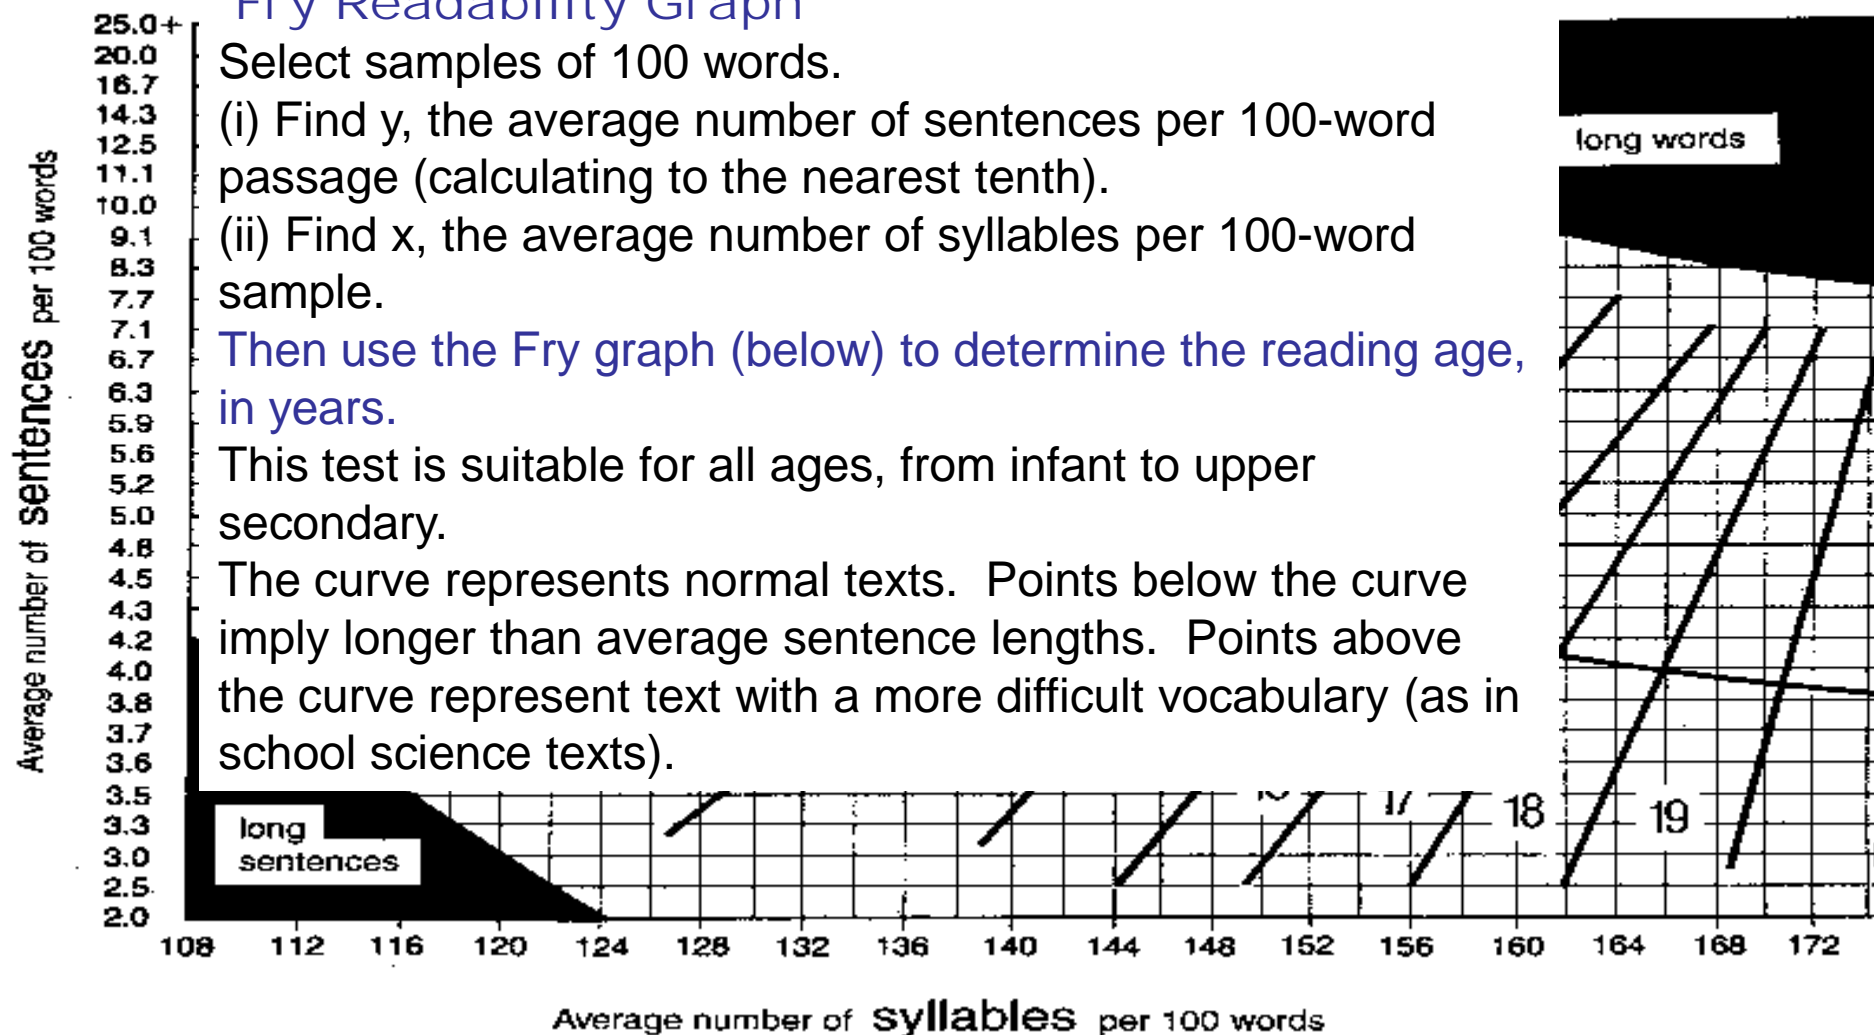 Fry Readability Graph
Select samples of 100 words.
(i) Find y, the average number of sentences per 100-word
passage (calculating to the nearest tenth).
(ii) Find x, the average number of syllables per 100-word
sample.
Then use the Fry graph (below) to determine the reading age,
in years.
This test is suitable for all ages, from infant to upper
secondary.
The curve represents normal texts.  Points below the curve
imply longer than average sentence lengths.  Points above
the curve represent text with a more difficult vocabulary (as in
school science texts).
Average number of sentences per 100 words
25.0+
20.0
16.7
14.3
12.5
11.1
10.0
9.1
8.3
7.7
7.1
6.7
6.3
5.9
5.6
5.2
5.0
4.8
4.5
4.3
4.2
4.0
3.8
3.7
3.6
3.5
3.3
3.0
2.5
2.0
long words
long
sentences
17 18 19
108 112 116 120 124 128 132 136 140 144 148 152 156 160 164 168 172
Average number of syllables per 100 words